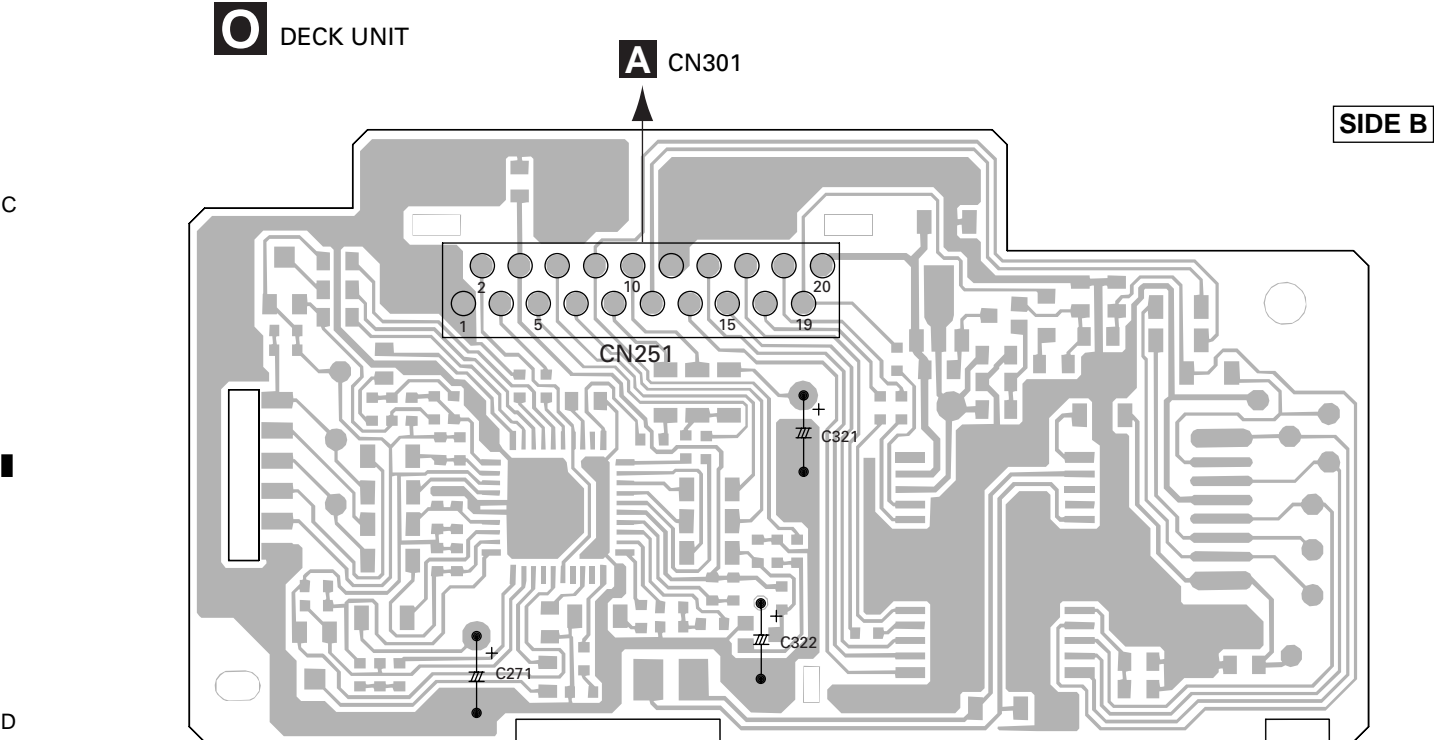 O DECK UNIT
A CN301
SIDE B
C
2 10 20
1 5 15 19
CN251
+
C321
+
C322
+
C271
D